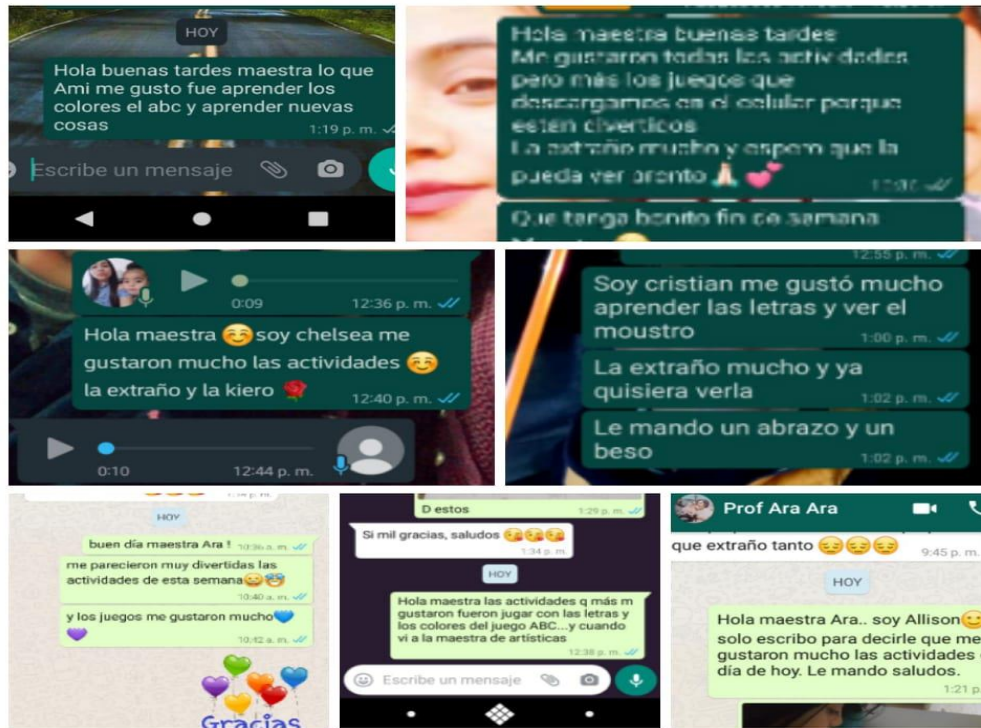 HOY
Hola buenas tardes maestra lo que
Ami me gusto fue aprender los
colores el abc y aprender nuevas
cosas
1:19 p. m.
Escribe un mensaje
Hola maestra buenas tardes
Me gustaron todas las actividades
pero más los juegos que
descargamos en el celular porque
están divertidos
La extraño mucho y espero que la
pueda ver pronto 🙏🏻💕
Que tenga bonito fin de semana
0:09 12:36 p. m.
Hola maestra ☺️ soy chelsea me
gustaron mucho las actividades ☺️
la extraño y la kiero 🌹
12:40 p. m.
0:10 12:44 p. m.
12:55 p. m.
Soy cristian me gustó mucho
aprender las letras y ver el
moustro
1:00 p. m.
La extraño mucho y ya
quisiera verla
1:02 p. m.
Le mando un abrazo y un
beso
1:02 p. m.
HOY
buen día maestra Ara ! 10:36 a. m.
me parecieron muy divertidas las
actividades de esta semana
10:40 a. m.
y los juegos me gustaron mucho💙
💜
10:42 a. m.
Gracias
D estos
1:29 p. m.
Si mil gracias, saludos 😘😘😘
1:34 p. m.
HOY
Hola maestra las actividades q más m
gustaron fueron jugar con las letras y
los colores del juego ABC...y cuando
vi a la maestra de artísticas
12:38 p. m.
Escribe un mensaje
Prof Ara Ara
que extraño tanto 😔😔😔
9:45 p. m.
HOY
Hola maestra Ara.. soy Allison😊
solo escribo para decirle que me
gustaron mucho las actividades
día de hoy. Le mando saludos.
1:21 p